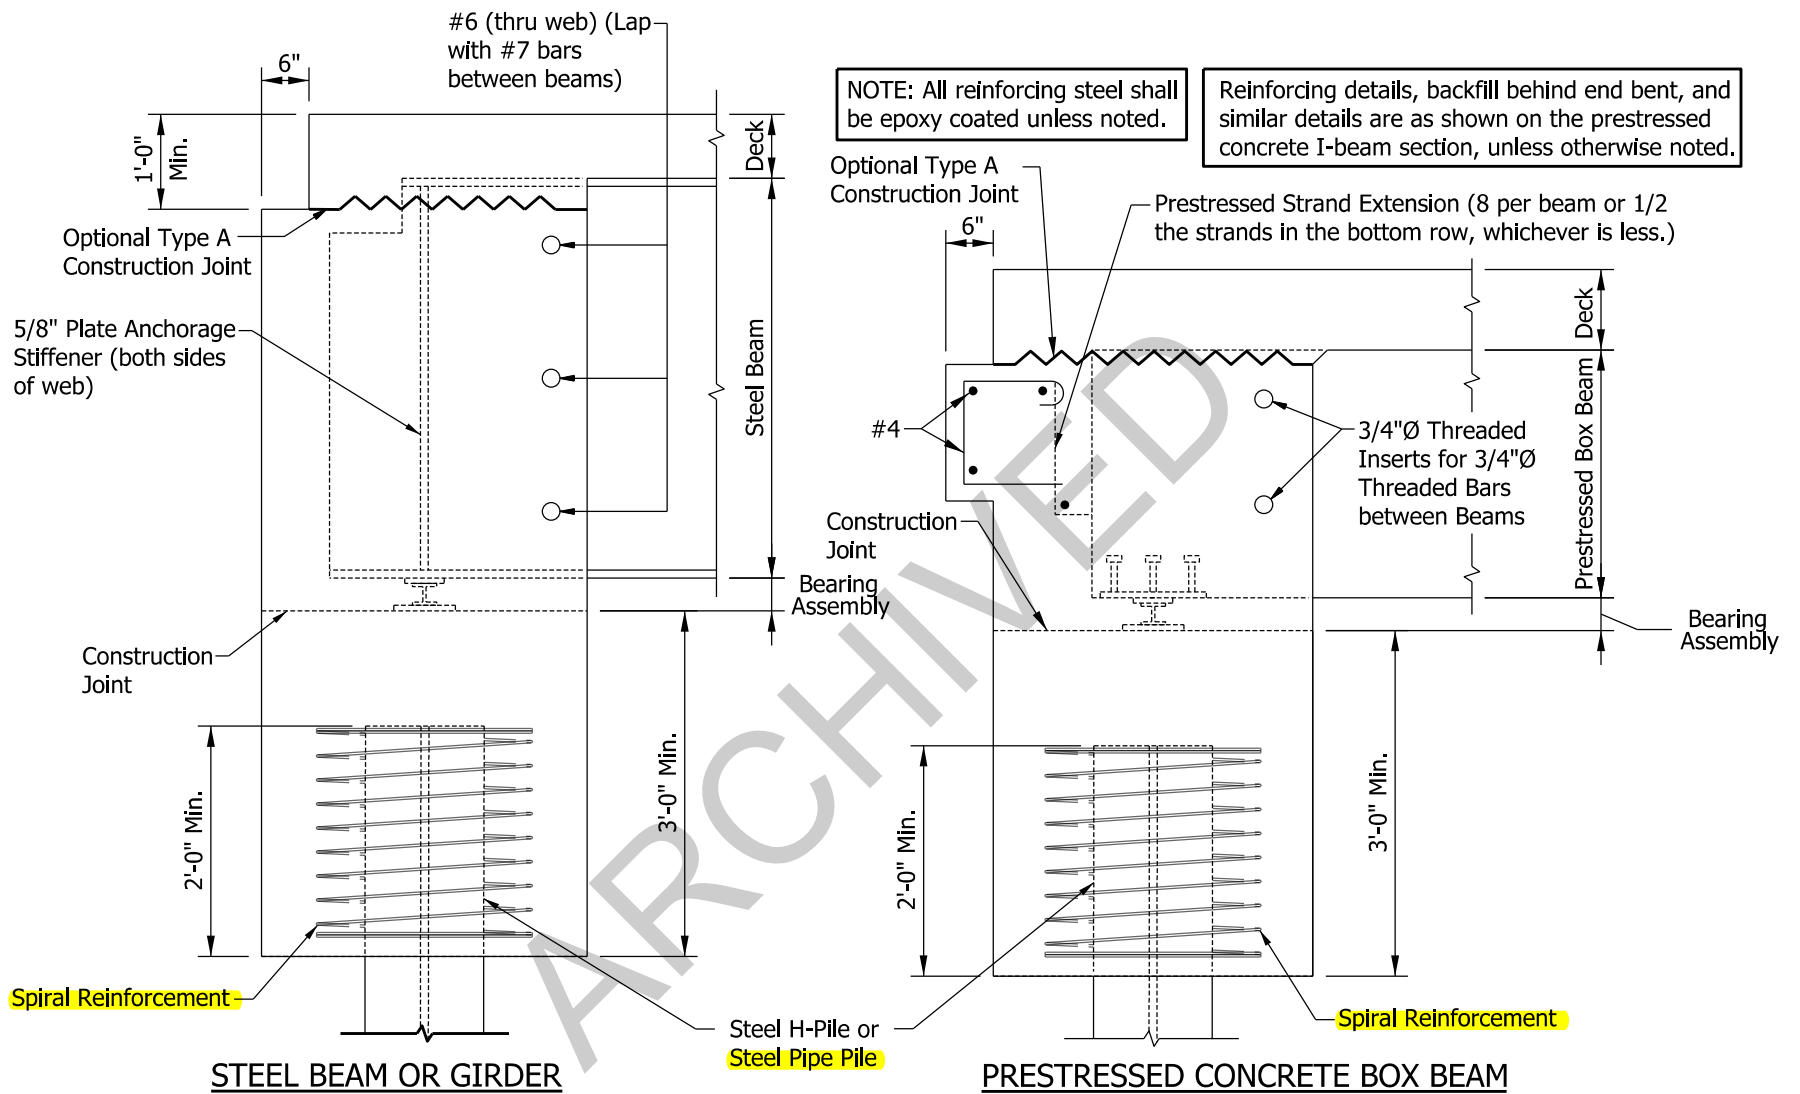 #6 (thru web) (Lap
with #7 bars
between beams)
6"
1'-0"
Min.
Deck
Optional Type A
Construction Joint
5/8" Plate Anchorage
Stiffener (both sides
of web)
Steel Beam
Bearing
Assembly
Construction
Joint
2'-0" Min.
3'-0" Min.
Spiral Reinforcement
Steel H-Pile or
Steel Pipe Pile
STEEL BEAM OR GIRDER
NOTE: All reinforcing steel shall
be epoxy coated unless noted.
Reinforcing details, backfill behind end bent, and
similar details are as shown on the prestressed
concrete I-beam section, unless otherwise noted.
Optional Type A
Construction Joint
Prestressed Strand Extension (8 per beam or 1/2
the strands in the bottom row, whichever is less.)
6"
Deck
#4
3/4"Ø Threaded
Inserts for 3/4"Ø
Threaded Bars
between Beams
Prestressed Box Beam
Construction
Joint
Bearing
Assembly
2'-0" Min.
3'-0" Min.
Spiral Reinforcement
PRESTRESSED CONCRETE BOX BEAM
ARCHIVED